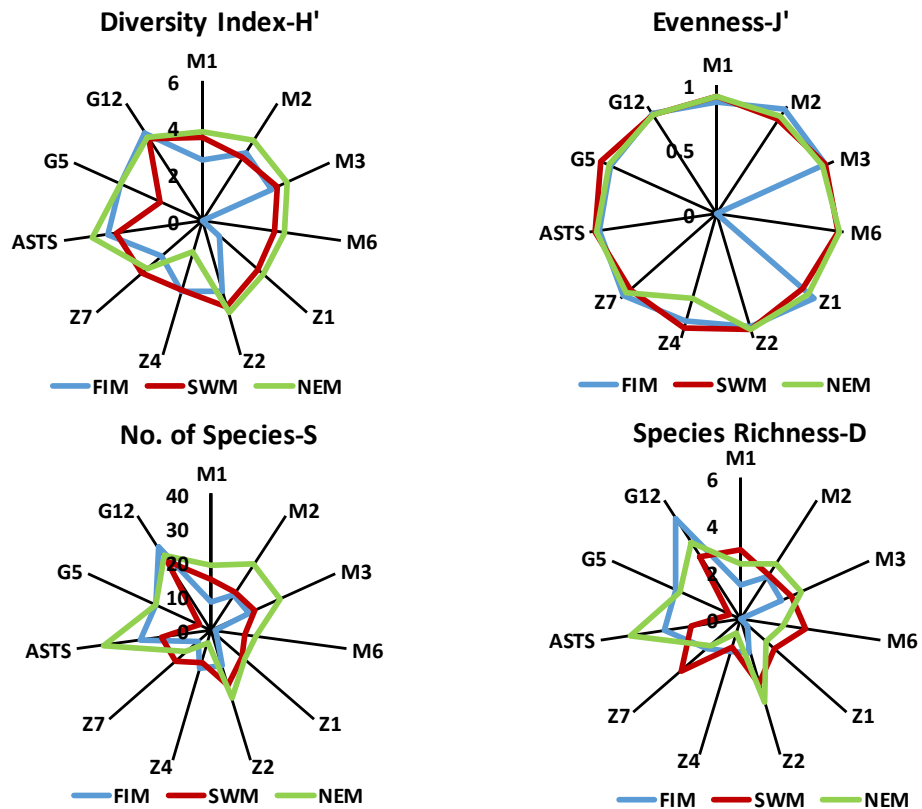 Diversity Index-H'
M1
M2
M3
M6
Z1
Z2
Z4
Z7
ASTS
G5
G12
6
4
2
0
FIM SWM NEM
Evenness-J'
M1
M2
M3
M6
Z1
Z2
Z4
Z7
ASTS
G5
G12
1
0.5
0
FIM SWM NEM
No. of Species-S
M1
M2
M3
M6
Z1
Z2
Z4
Z7
ASTS
G5
G12
40
30
20
10
0
FIM SWM NEM
Species Richness-D
M1
M2
M3
M6
Z1
Z2
Z4
Z7
ASTS
G5
G12
6
4
2
0
FIM SWM NEM